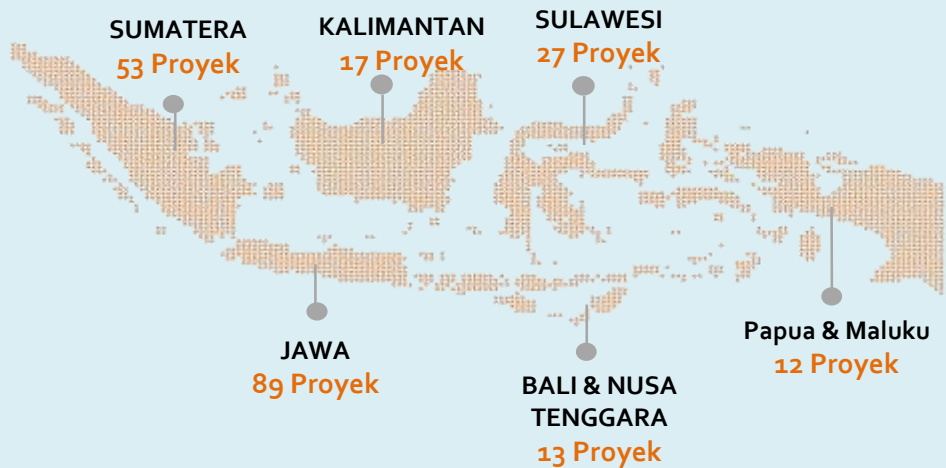 SUMATERA
53 Proyek
KALIMANTAN
17 Proyek
SULAWESI
27 Proyek
JAWA
89 Proyek
BALI & NUSA
TENGGARA
13 Proyek
Papua & Maluku
12 Proyek